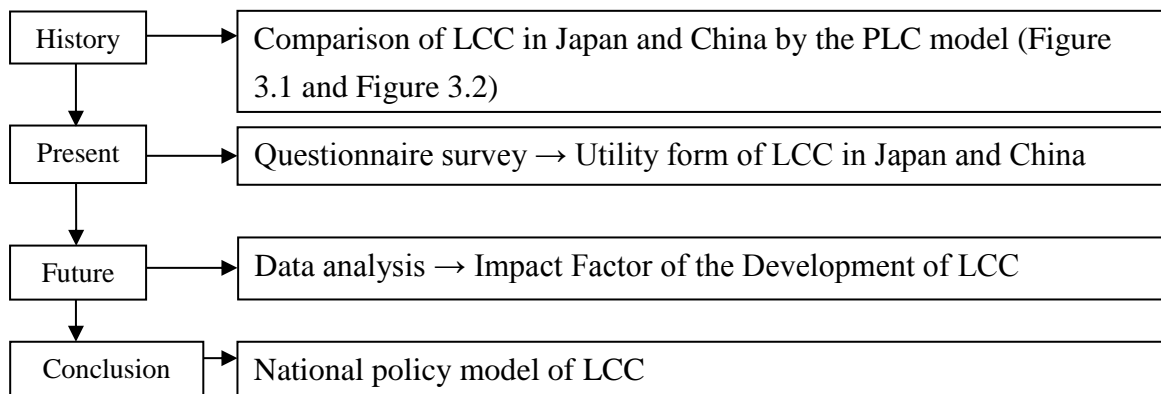 History
Comparison of LCC in Japan and China by the PLC model (Figure
3.1 and Figure 3.2)
Present
Questionnaire survey → Utility form of LCC in Japan and China
Future
Data analysis → Impact Factor of the Development of LCC
Conclusion
National policy model of LCC